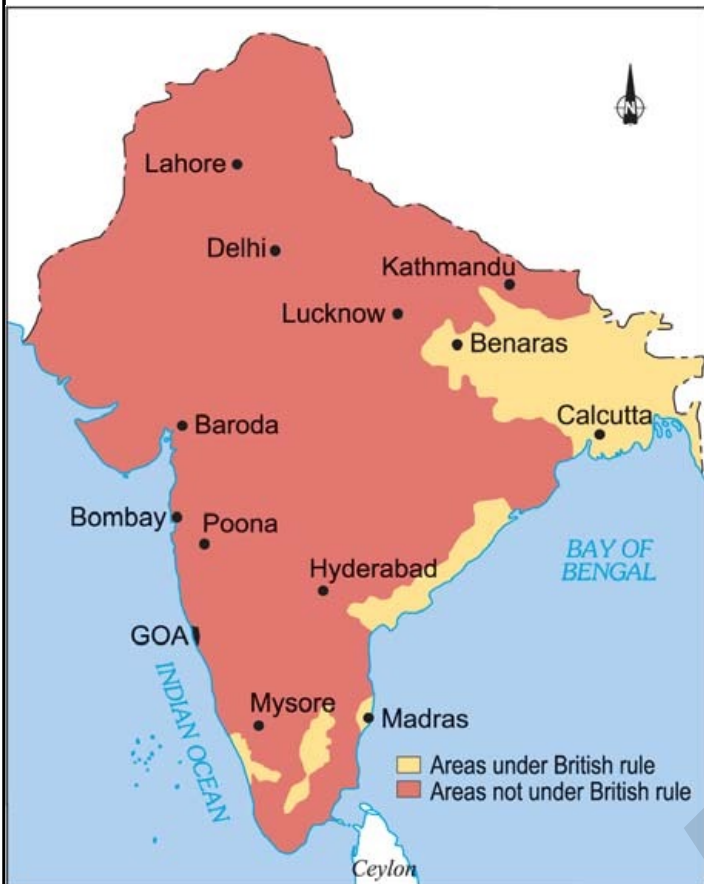 N
Lahore
Delhi
Kathmandu
Lucknow
Benaras
Calcutta
Baroda
Bombay
Poona
BAY OF
BENGAL
Hyderabad
GOA
INDIAN OCEAN
Mysore
Madras
Areas under British rule
Areas not under British rule
Ceylon